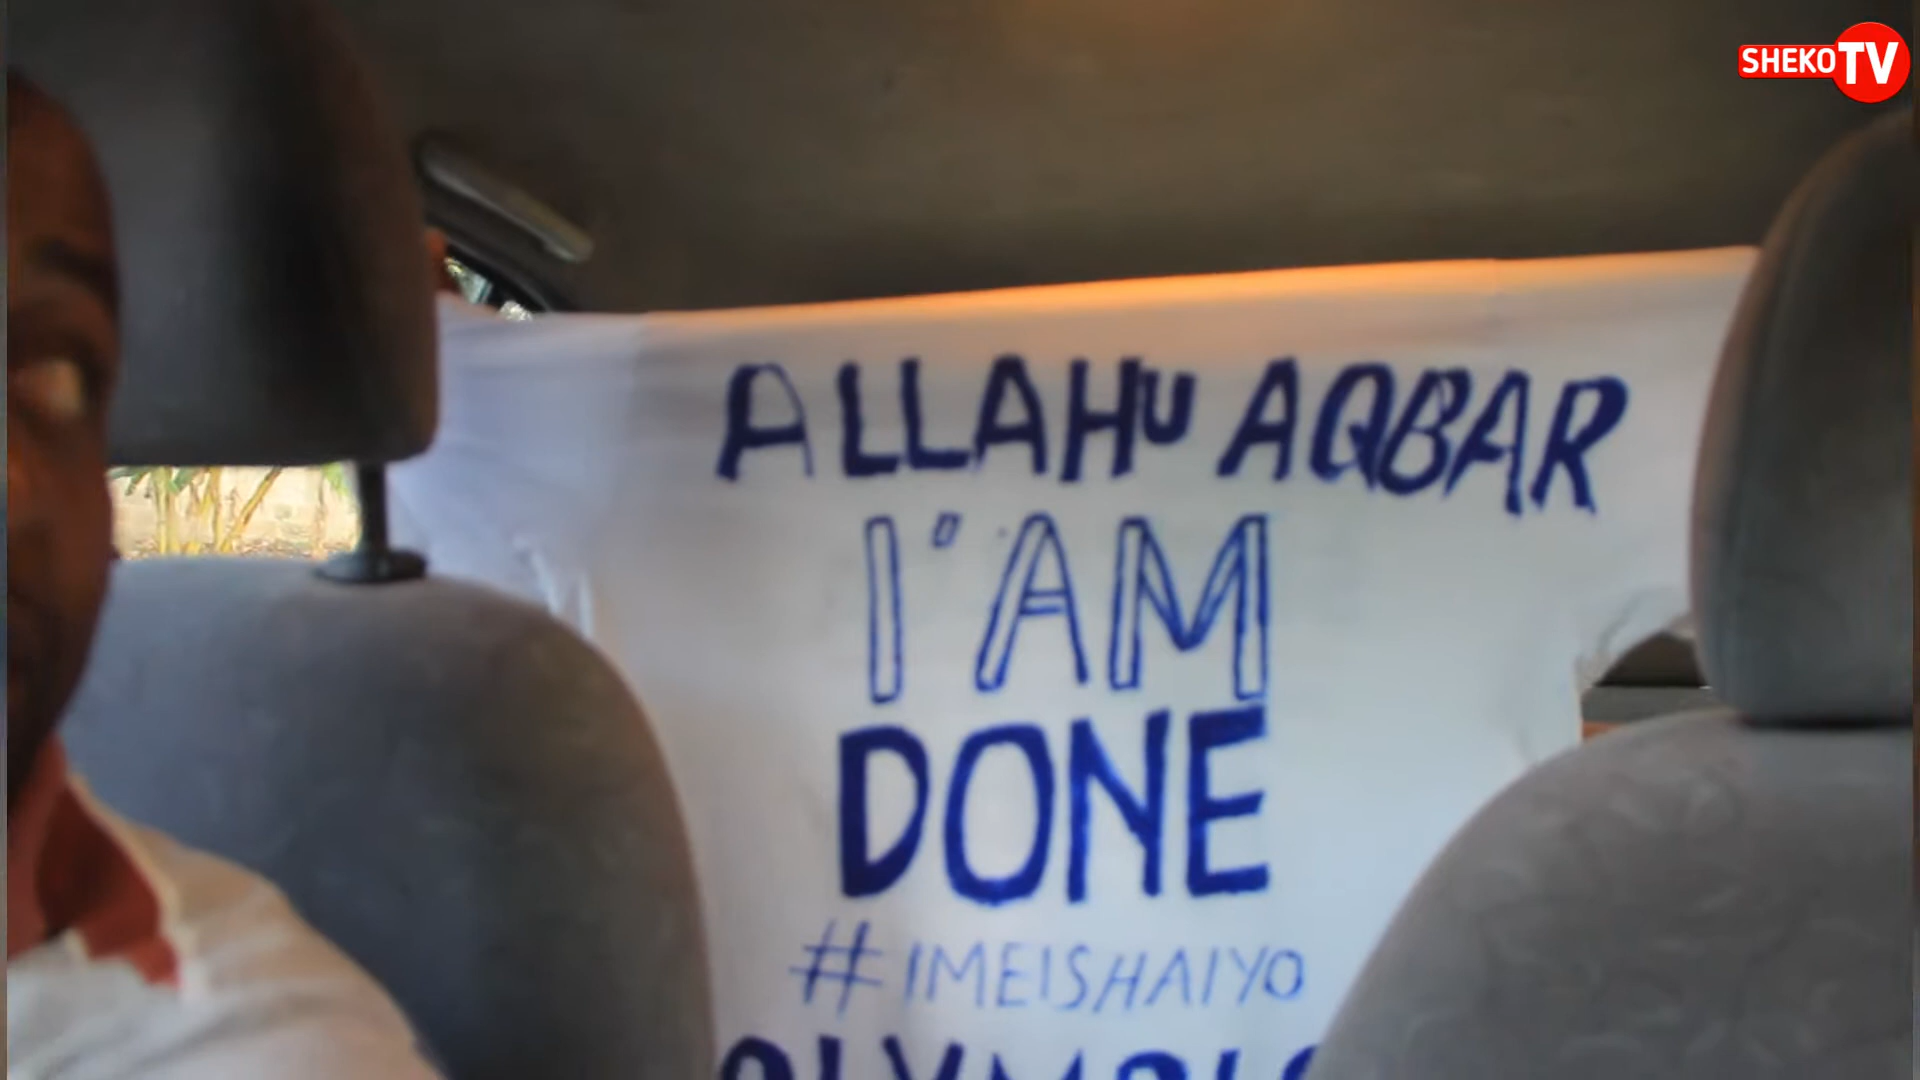 SHEKO TV
ALLAHU AQBAR
I'AM
DONE
#IMEISHAIYO